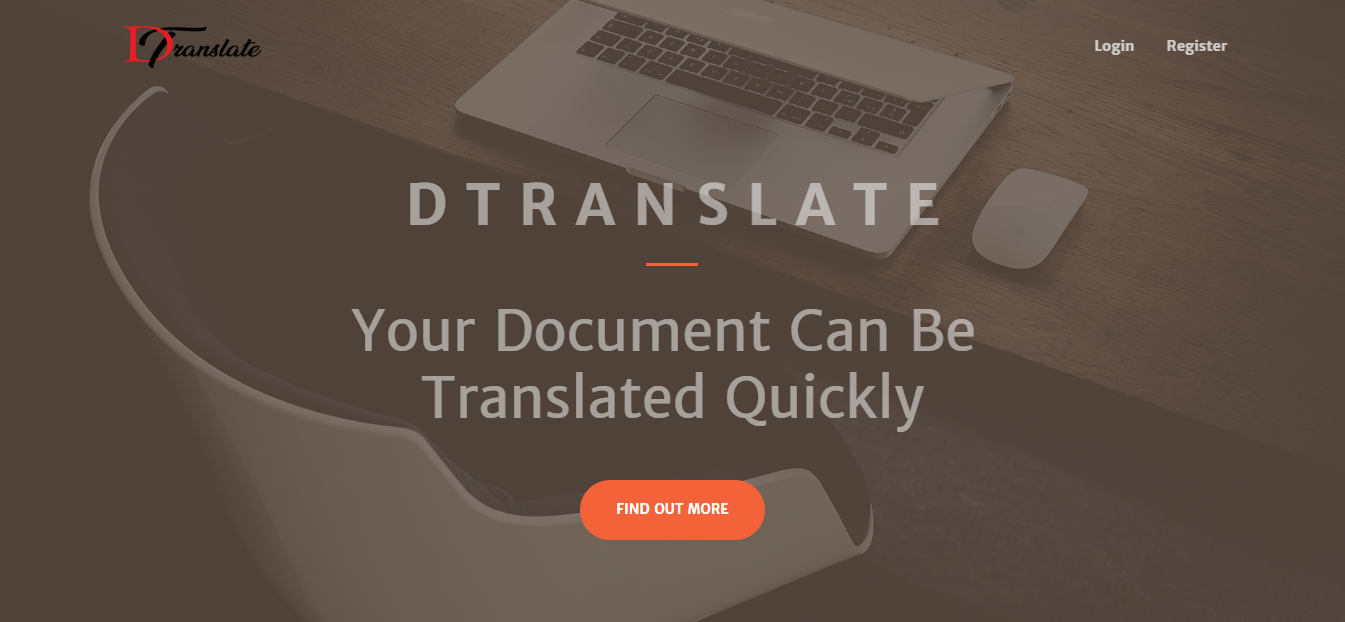 DTranslate
Login
Register
DTRANSLATE
Your Document Can Be
Translated Quickly
FIND OUT MORE